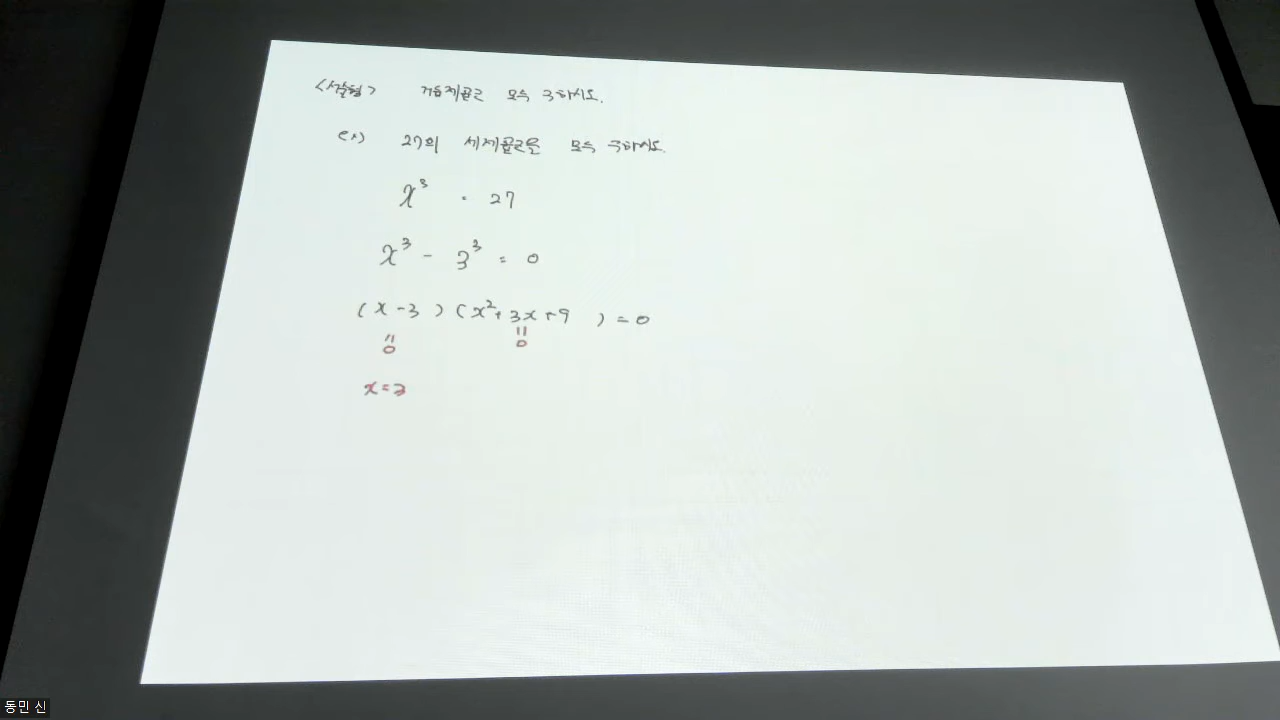 <서술형> 거듭제곱근 모두 구하시오.
ex) 27의 세제곱근을 모두 구하시오.
x³ = 27
x³ - 3³ = 0
(x-3)(x²+3x+9) = 0
= =
0 0
x=3
동민 신